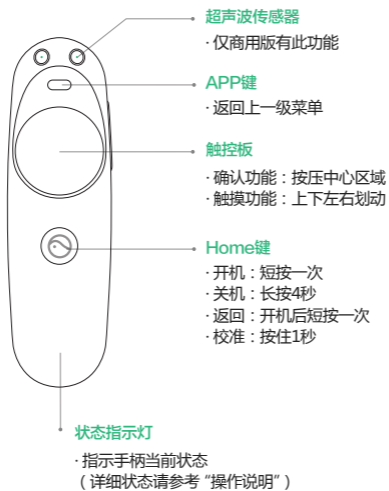 超声波传感器
·仅商用版有此功能
APP键
·返回上一级菜单
触控板
·确认功能：按压中心区域
·触摸功能：上下左右划动
Home键
·开机：短按一次
·关机：长按4秒
·返回：开机后短按一次
·校准：按住1秒
状态指示灯
·指示手柄当前状态
（详细状态请参考“操作说明”）